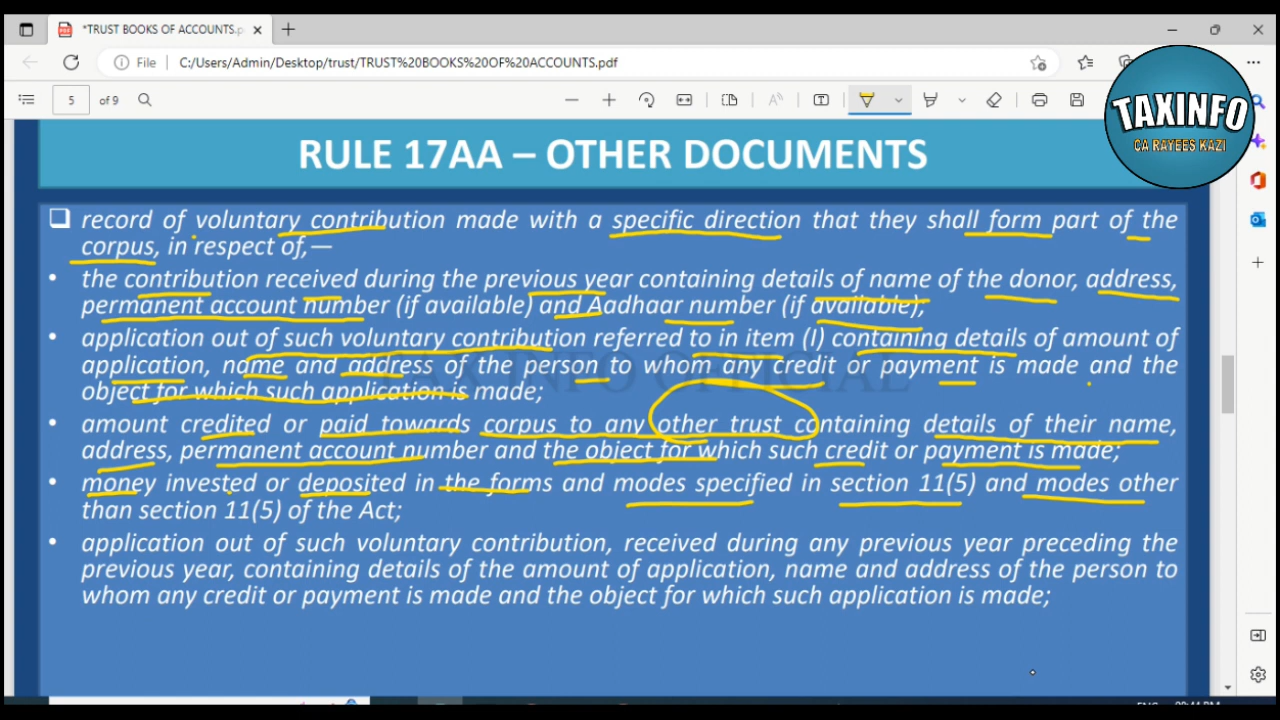 *TRUST BOOKS OF ACCOUNTS.p
File
C:/Users/Admin/Desktop/trust/TRUST%20BOOKS%20OF%20ACCOUNTS.pdf
5 of 9
TAXINFO
CA RAYEES KAZI
RULE 17AA – OTHER DOCUMENTS
❑ record of voluntary contribution made with a specific direction that they shall form part of the
corpus, in respect of,—
• the contribution received during the previous year containing details of name of the donor, address,
permanent account number (if available) and Aadhaar number (if available);
• application out of such voluntary contribution referred to in item (I) containing details of amount of
application, name and address of the person to whom any credit or payment is made and the
object for which such application is made;
• amount credited or paid towards corpus to any other trust containing details of their name,
address, permanent account number and the object for which such credit or payment is made;
• money invested or deposited in the forms and modes specified in section 11(5) and modes other
than section 11(5) of the Act;
• application out of such voluntary contribution, received during any previous year preceding the
previous year, containing details of the amount of application, name and address of the person to
whom any credit or payment is made and the object for which such application is made;
TAX INFO OFFICIAL